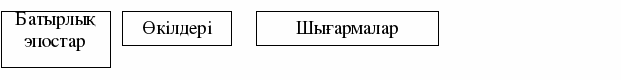 Батырлық
эпостар
Өкілдері
Шығармалар